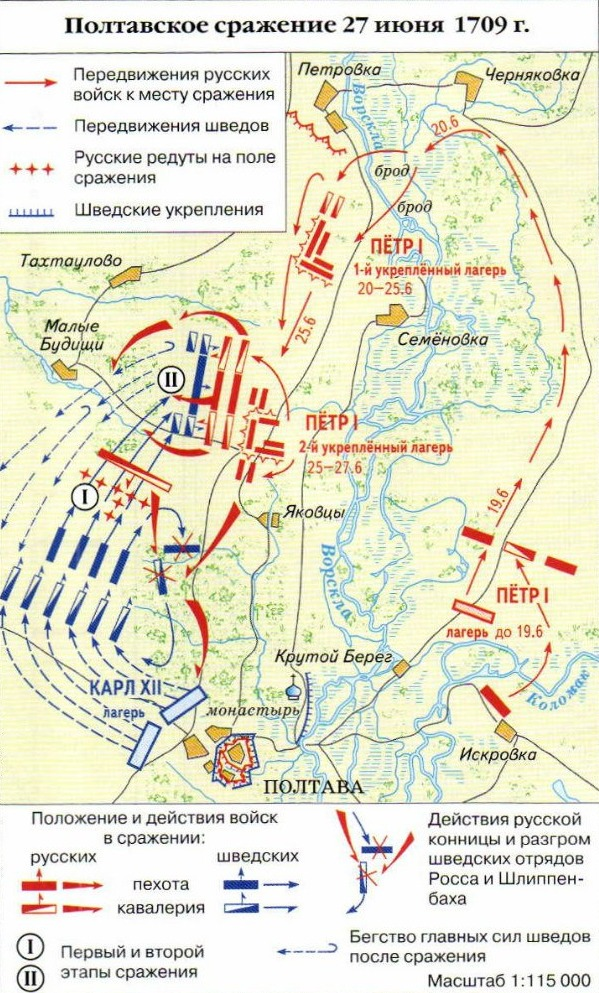 Полтавское сражение 27 июня 1709 г.
Передвижения русских
войск к месту сражения
Передвижения шведов
Русские редуты на поле
сражения
Шведские укрепления
Петровка
Черняковка
Ворскла
20.6
брод
брод
ПЁТР I
1-й укреплённый лагерь
20–25.6
Тахтаулово
25.6
Малые
Будищи
Семёновка
II
ПЁТР I
2-й укреплённый лагерь
25–27.6
I
Яковцы
19.6
Ворскла
ПЁТР I
лагерь до 19.6
Крутой Берег
КАРЛ XII
лагерь
монастырь
Коломак
Искровка
ПОЛТАВА
Положение и действия войск
в сражении:
русских
шведских
пехота
кавалерия
Действия русской
конницы и разгром
шведских отрядов
Росса и Шлиппен-
баха
I
II
Первый и второй
этапы сражения
Бегство главных сил шведов
после сражения
Масштаб 1:115 000